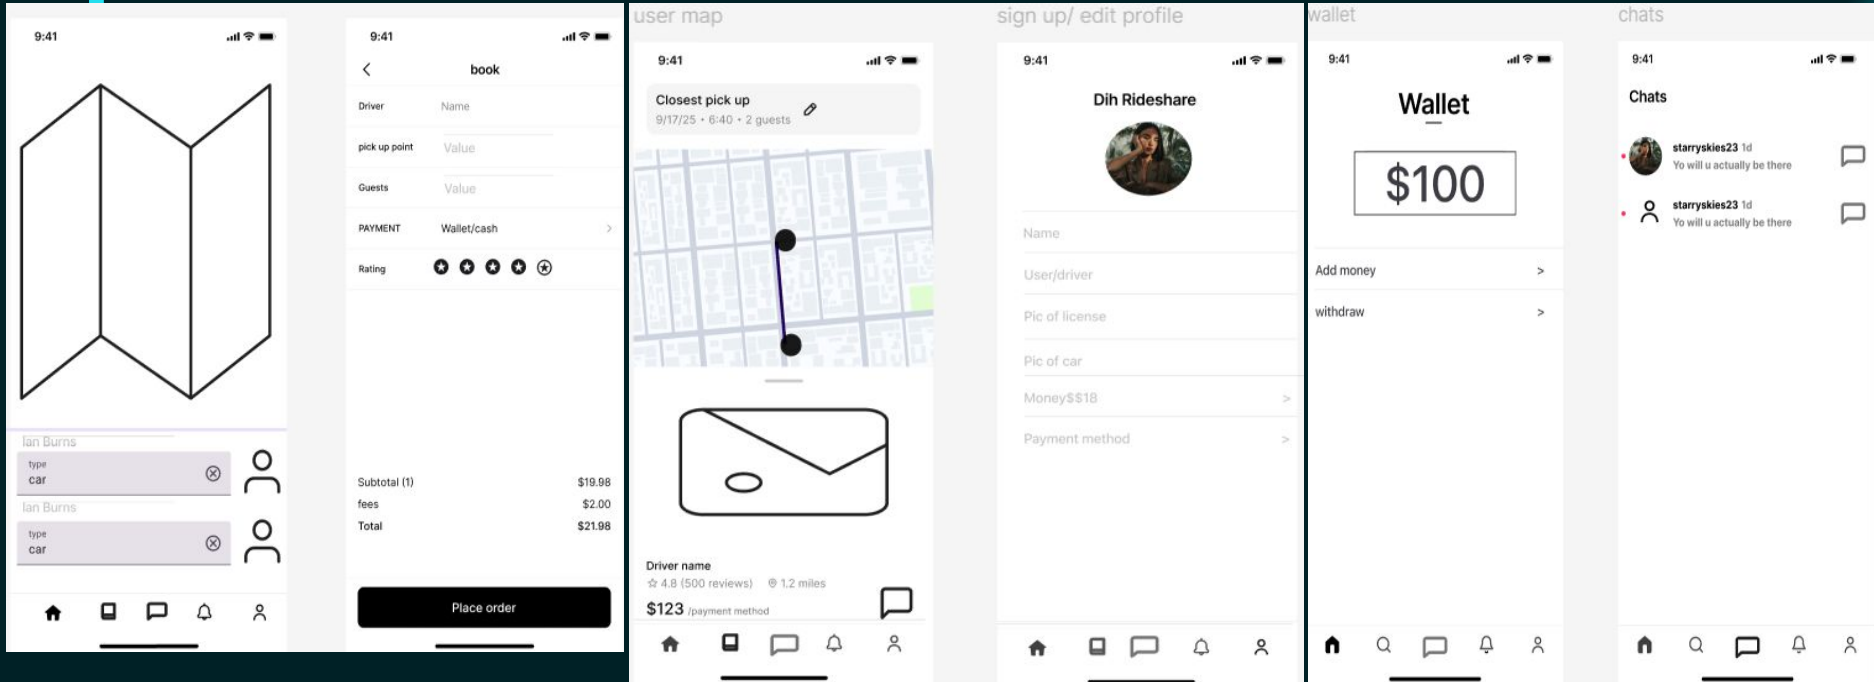 9:41
Ian Burns
type
car
Ian Burns
type
car
9:41
book
Driver Name
pick up point Value
Guests Value
PAYMENT Wallet/cash >
Rating
Subtotal (1) $19.98
fees $2.00
Total $21.98
Place order
user map
9:41
Closest pick up
9/17/25 • 6:40 • 2 guests
Driver name
4.8 (500 reviews) 1.2 miles
$123 /payment method
sign up/ edit profile
9:41
Dih Rideshare
Name
User/driver
Pic of license
Pic of car
Money$$18 >
Payment method >
wallet
9:41
Wallet
$100
Add money >
withdraw >
chats
9:41
Chats
starryskies23 1d
Yo will u actually be there
starryskies23 1d
Yo will u actually be there